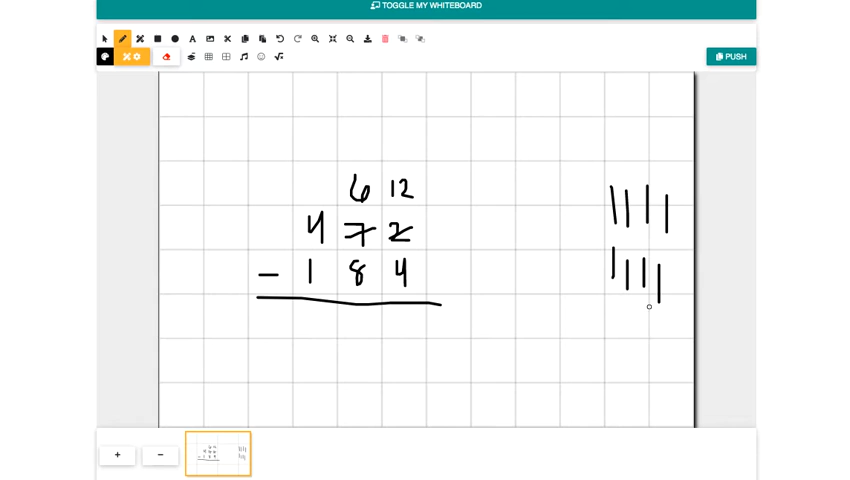 TOGGLE MY WHITEBOARD
A
PUSH
6 12
4 7 2
- 1 8 4
+ -